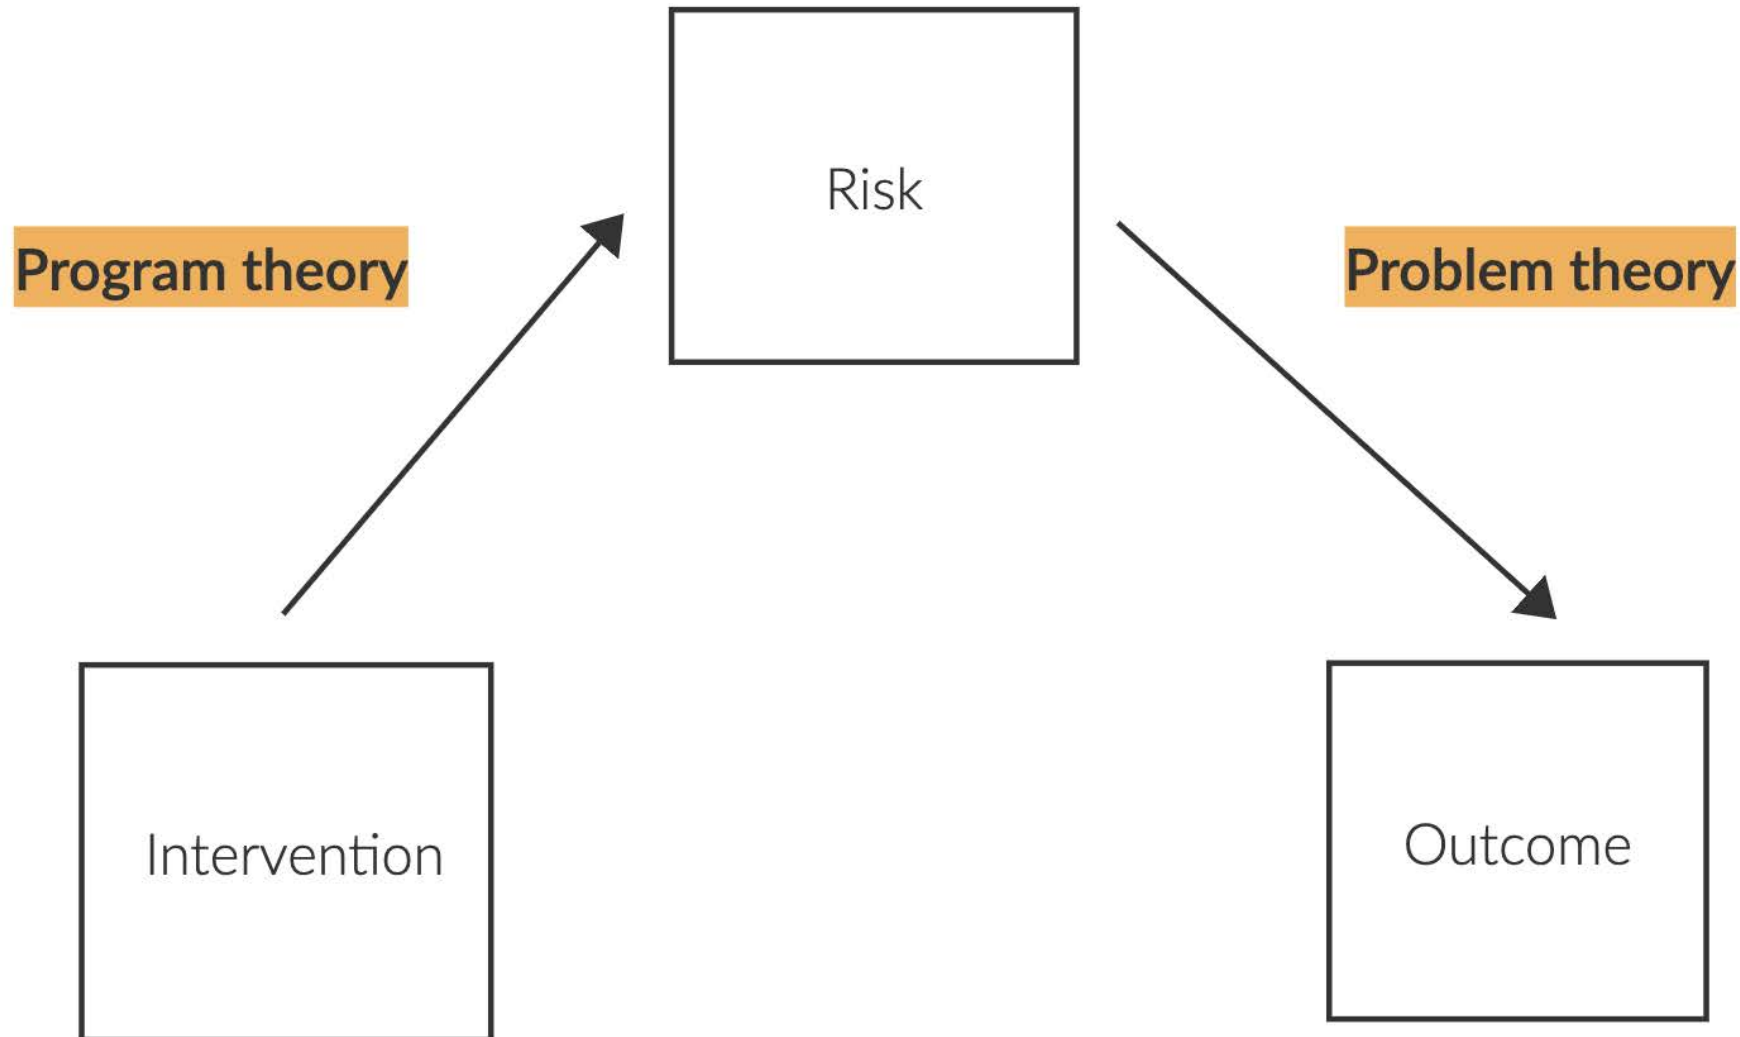 Risk
Program theory
Problem theory
Intervention
Outcome